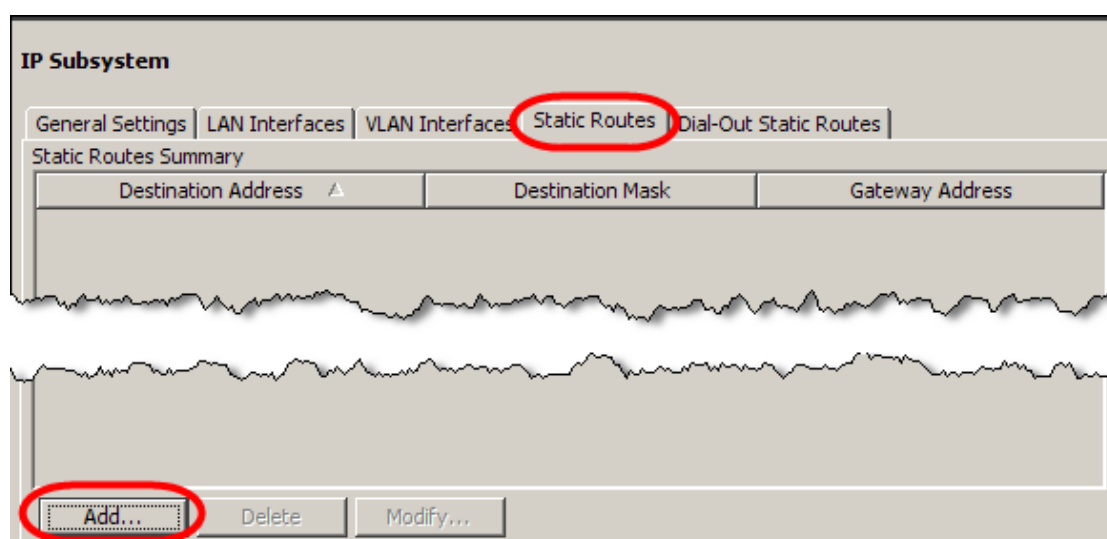 IP Subsystem
General Settings LAN Interfaces VLAN Interfaces Static Routes Dial-Out Static Routes
Static Routes Summary
Destination Address Destination Mask Gateway Address
Add... Delete Modify...